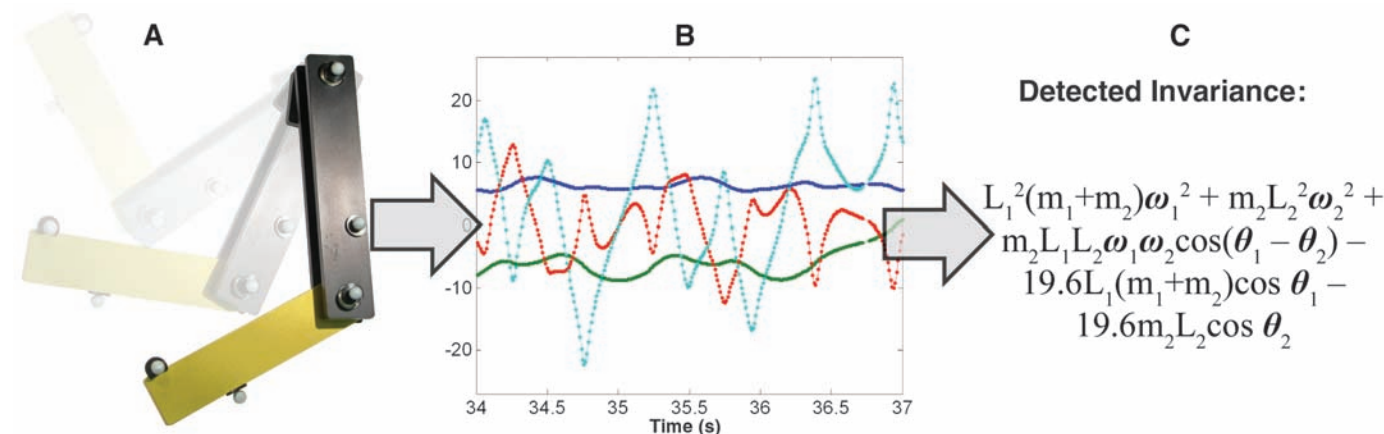 A
B
C
Detected Invariance:
20
10
0
-10
-20
34
34.5
35
35.5
36
36.5
37
Time (s)
L₁²(m₁+m₂)ω₁² + m₂L₂²ω₂² +
m₂L₁L₂ω₁ω₂cos(θ₁ – θ₂) –
19.6L₁(m₁+m₂)cos θ₁ –
19.6m₂L₂cos θ₂